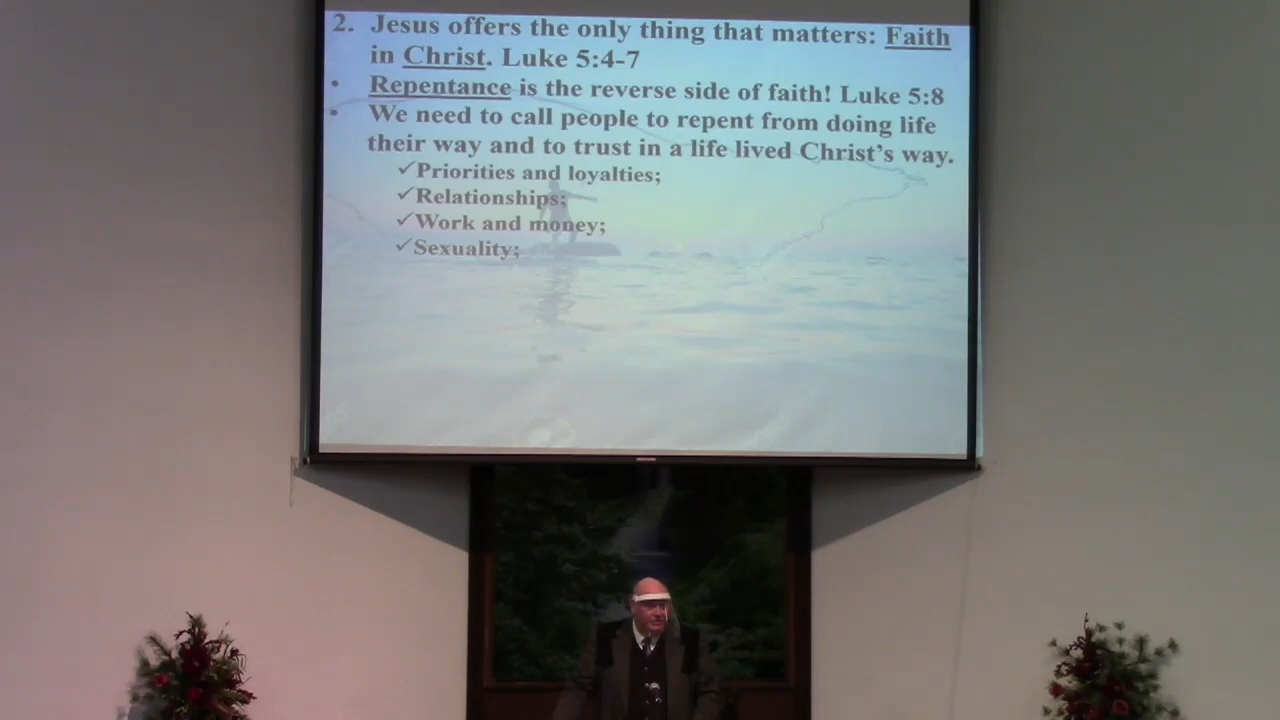 2. Jesus offers the only thing that matters: Faith
in Christ. Luke 5:4-7
• Repentance is the reverse side of faith! Luke 5:8
• We need to call people to repent from doing life
their way and to trust in a life lived Christ's way.
✓Priorities and loyalties;
✓Relationships;
✓Work and money;
✓Sexuality;